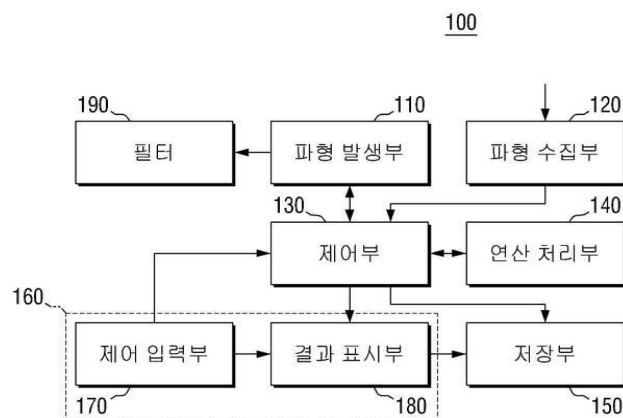 100
190
110
120
필터
파형 발생부
파형 수집부
130
140
제어부
연산 처리부
160
제어 입력부
결과 표시부
저장부
170
180
150